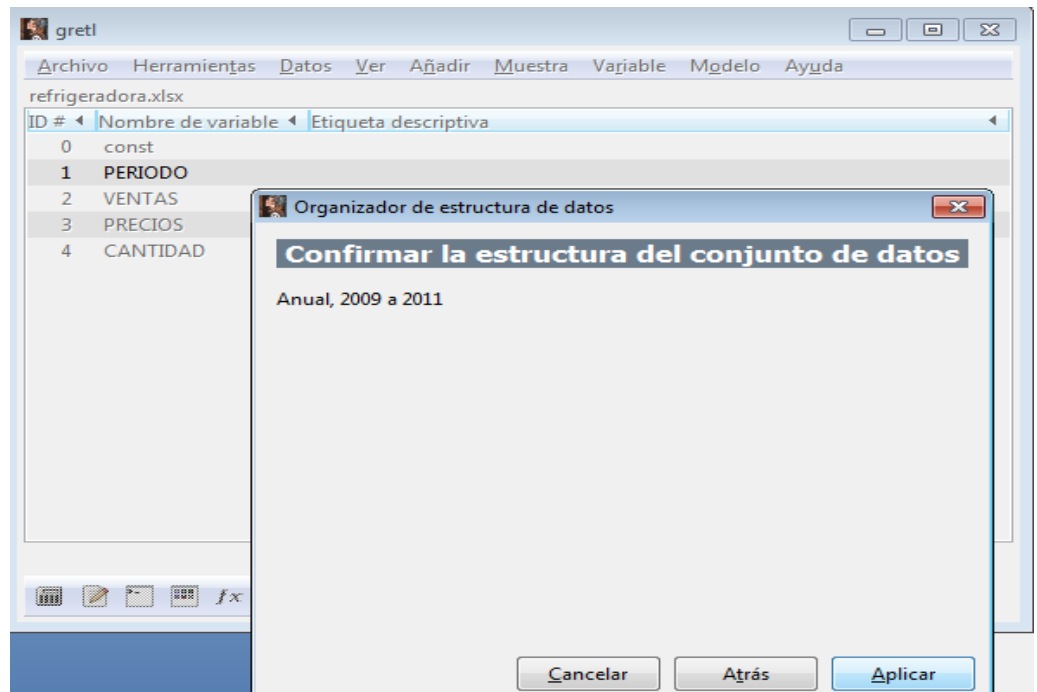 gretl
Archivo Herramientas Datos Ver Añadir Muestra Variable Modelo Ayuda
refrigeradora.xlsx
ID # Nombre de variable Etiqueta descriptiva
0 const
1 PERIODO
2 VENTAS
3 PRECIOS
4 CANTIDAD
Organizador de estructura de datos
Confirmar la estructura del conjunto de datos
Anual, 2009 a 2011
fx
Cancelar Atrás Aplicar